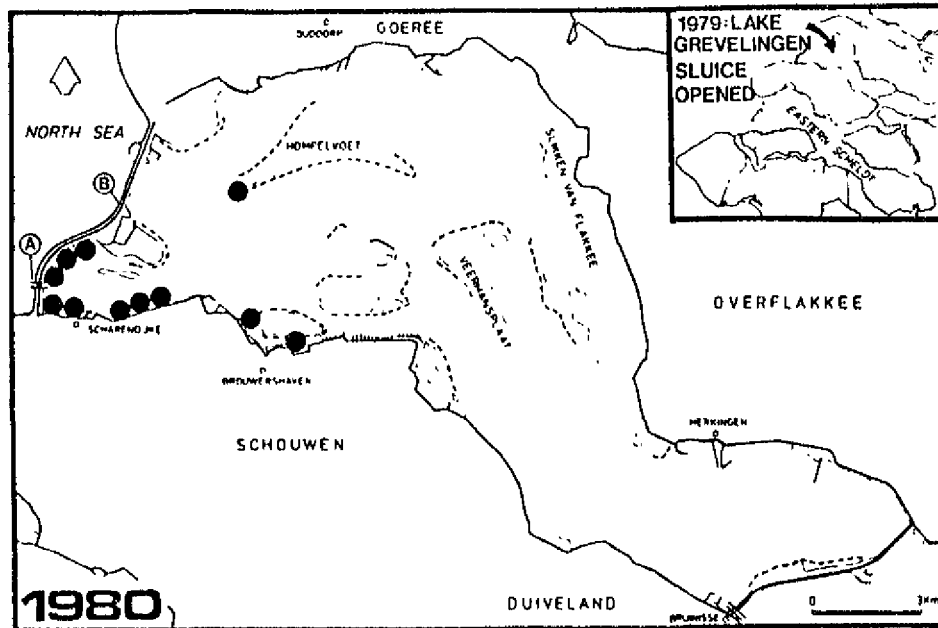 OUDDORP
GOEREE
1979:LAKE
GREVELINGEN
SLUICE
OPENED
EASTERN SCHELDT
NORTH SEA
HOMPELVOET
SLIKKEN VAN FLAKKEE
B
A
VEERMANSPLAAT
OVERFLAKKEE
SCHARENDIJKE
BROUWERSHAVEN
SCHOUWEN
HERKINGEN
1980
DUIVELAND
BRUINISSE
0 3Km